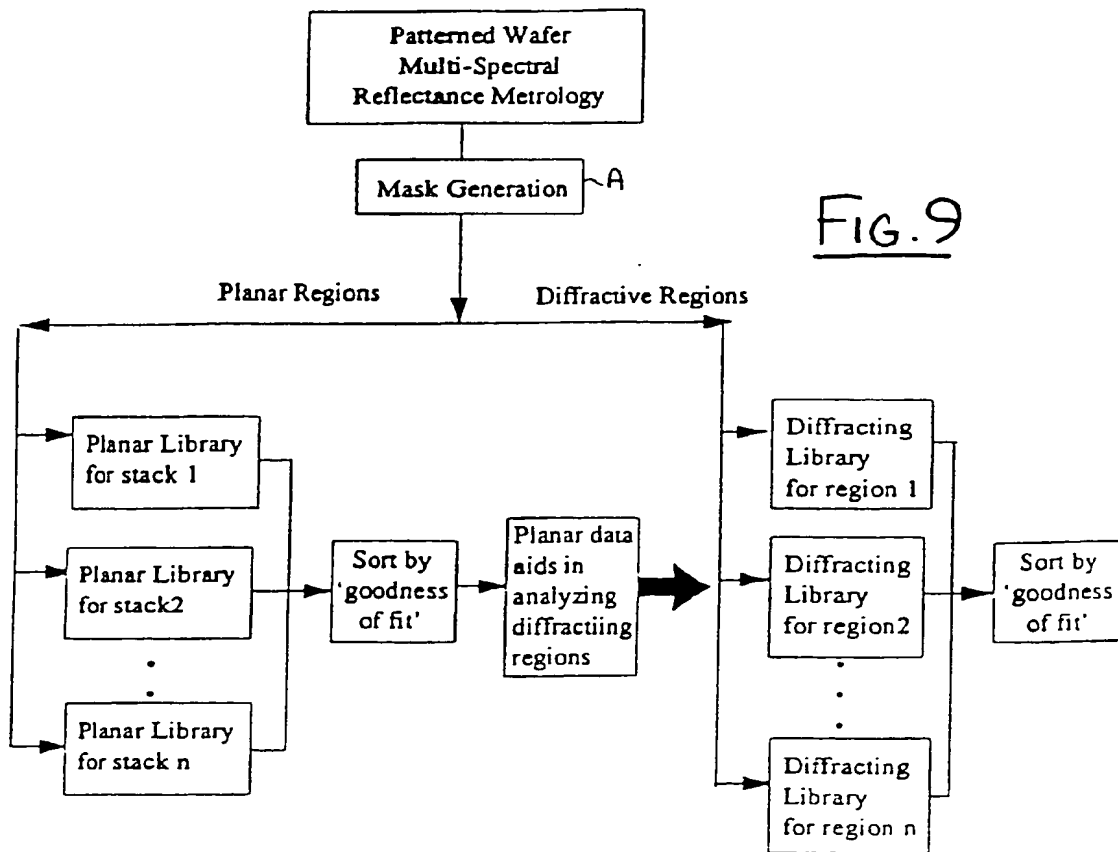 Patterned Wafer
Multi-Spectral
Reflectance Metrology
Mask Generation
A
FIG. 9
Planar Regions
Diffractive Regions
Planar Library
for stack 1
Planar Library
for stack2
Planar Library
for stack n
Sort by
'goodness
of fit'
Planar data
aids in
analyzing
diffractiing
regions
Diffracting
Library
for region 1
Diffracting
Library
for region2
Diffracting
Library
for region n
Sort by
'goodness
of fit'